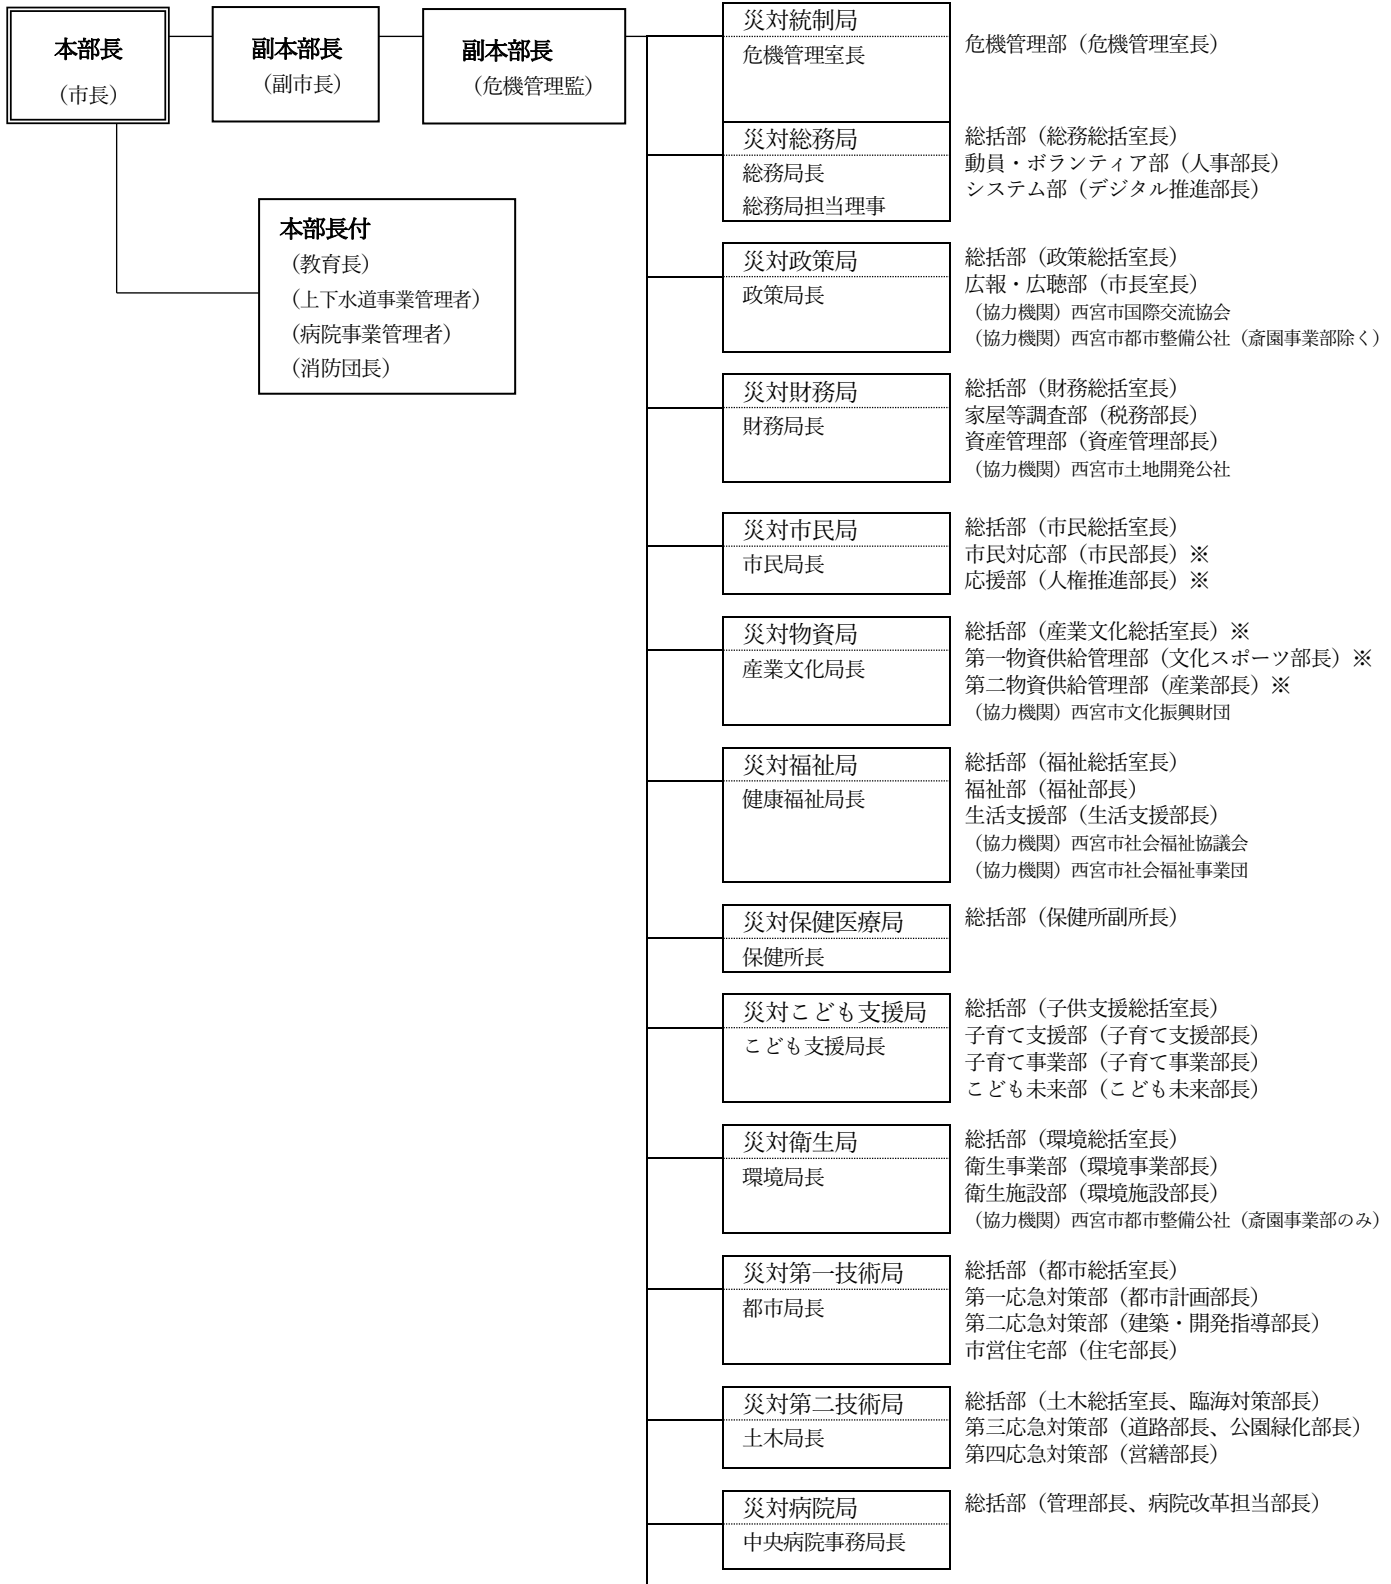 本部長
（市長）
副本部長
（副市長）
副本部長
（危機管理監）
本部長付
（教育長）
（上下水道事業管理者）
（病院事業管理者）
（消防団長）
災対統制局
危機管理室長
危機管理部（危機管理室長）
災対総務局
総務局長
総務局担当理事
総括部（総務総括室長）
動員・ボランティア部（人事部長）
システム部（デジタル推進部長）
災対政策局
政策局長
総括部（政策総括室長）
広報・広聴部（市長室長）
（協力機関）西宮市国際交流協会
（協力機関）西宮市都市整備公社（斎園事業部除く）
災対財務局
財務局長
総括部（財務総括室長）
家屋等調査部（税務部長）
資産管理部（資産管理部長）
（協力機関）西宮市土地開発公社
災対市民局
市民局長
総括部（市民総括室長）
市民対応部（市民部長）※
応援部（人権推進部長）※
災対物資局
産業文化局長
総括部（産業文化総括室長）※
第一物資供給管理部（文化スポーツ部長）※
第二物資供給管理部（産業部長）※
（協力機関）西宮市文化振興財団
災対福祉局
健康福祉局長
総括部（福祉総括室長）
福祉部（福祉部長）
生活支援部（生活支援部長）
（協力機関）西宮市社会福祉協議会
（協力機関）西宮市社会福祉事業団
災対保健医療局
保健所長
総括部（保健所副所長）
災対こども支援局
こども支援局長
総括部（子供支援総括室長）
子育て支援部（子育て支援部長）
子育て事業部（子育て事業部長）
こども未来部（こども未来部長）
災対衛生局
環境局長
総括部（環境総括室長）
衛生事業部（環境事業部長）
衛生施設部（環境施設部長）
（協力機関）西宮市都市整備公社（斎園事業部のみ）
災対第一技術局
都市局長
総括部（都市総括室長）
第一応急対策部（都市計画部長）
第二応急対策部（建築・開発指導部長）
市営住宅部（住宅部長）
災対第二技術局
土木局長
総括部（土木総括室長、臨海対策部長）
第三応急対策部（道路部長、公園緑化部長）
第四応急対策部（営繕部長）
災対病院局
中央病院事務局長
総括部（管理部長、病院改革担当部長）